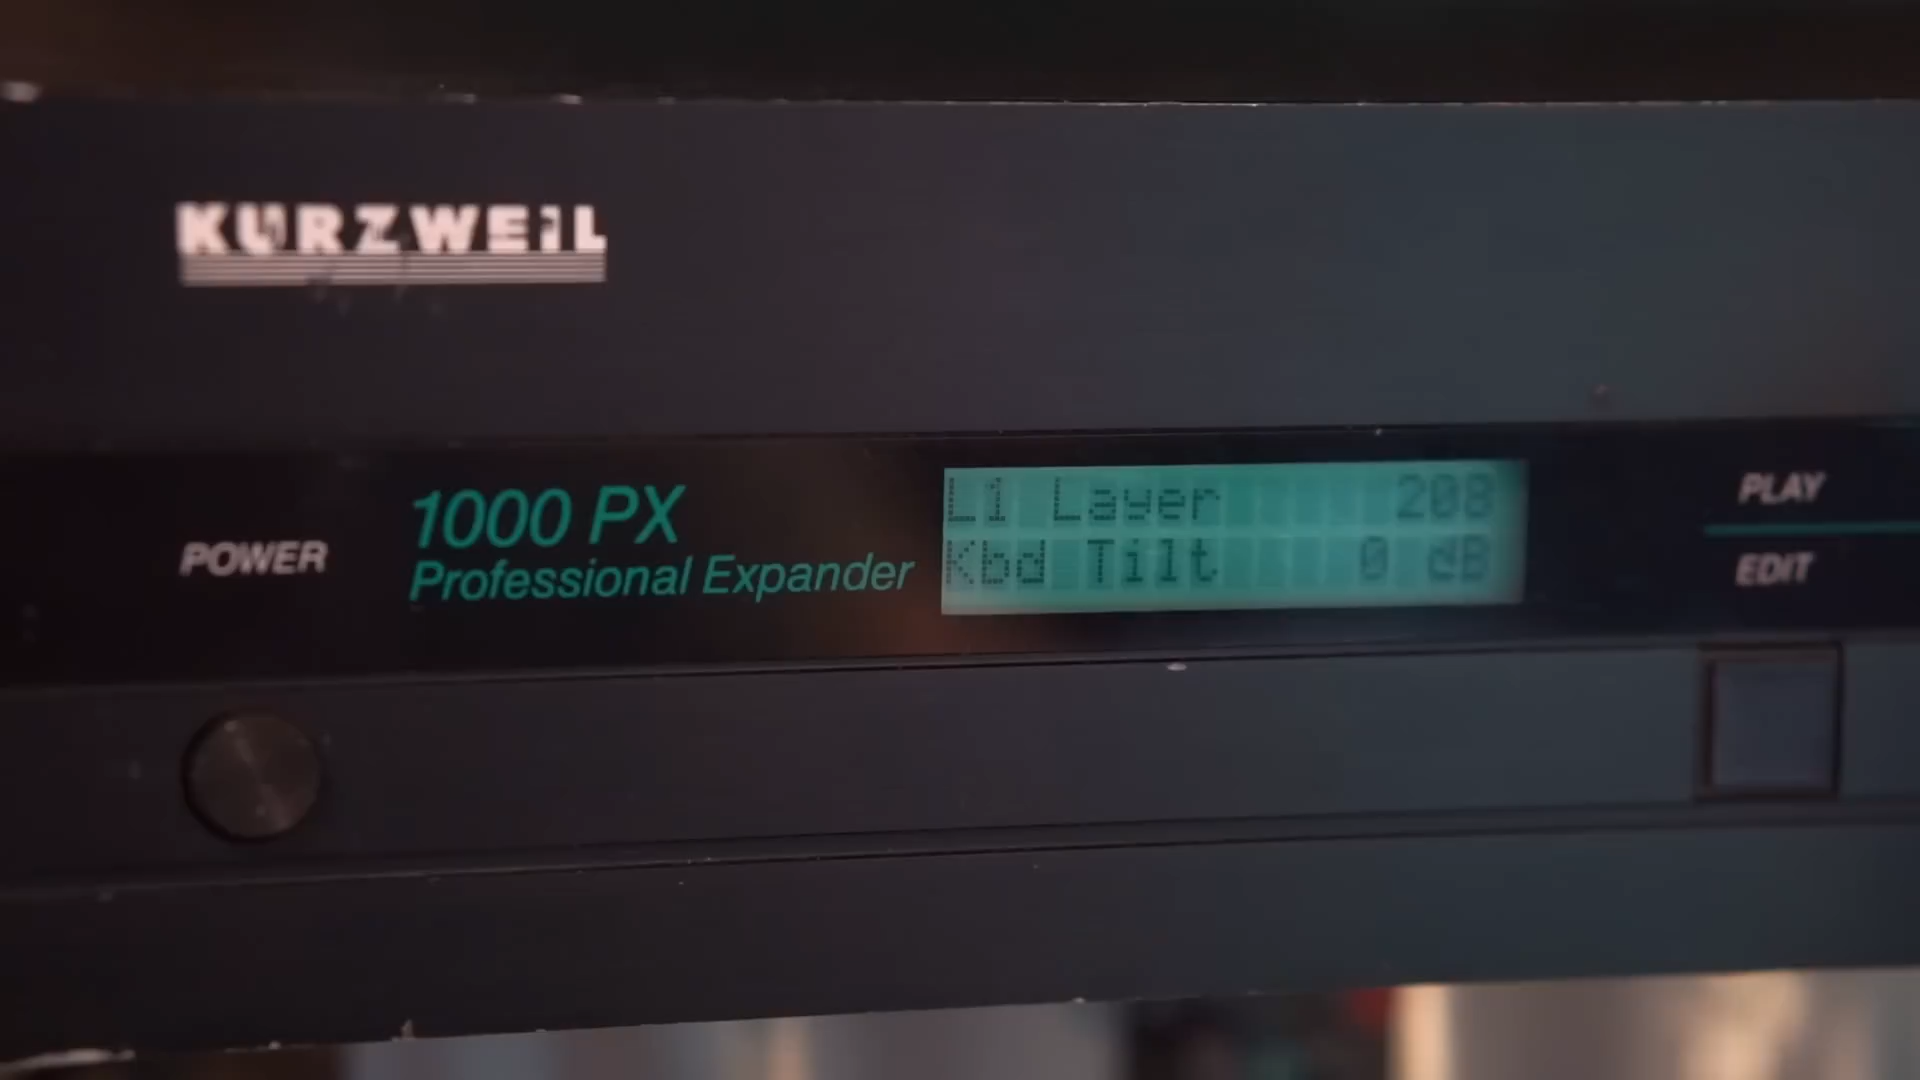 KURZWEIL
1000 PX
Professional Expander
POWER
L1 Layer 208
Kbd Tilt 0 dB
PLAY
EDIT